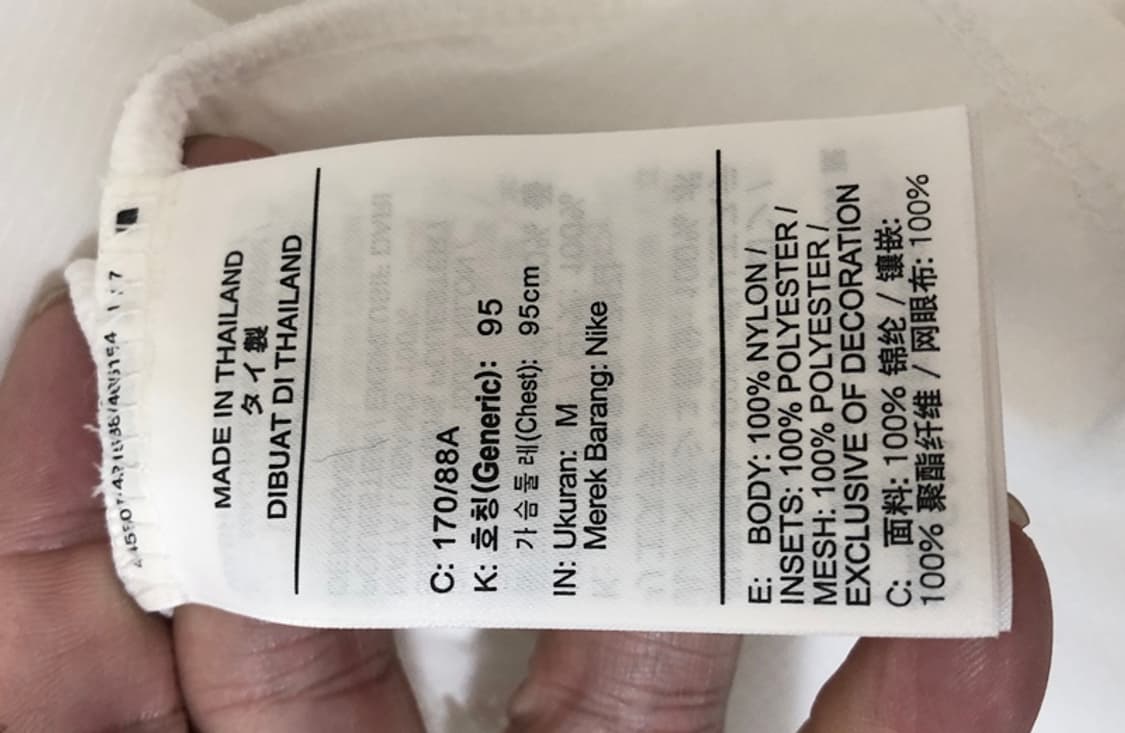 MADE IN THAILAND
タイ製
DIBUAT DI THAILAND
C: 170/88A
K: 호칭(Generic): 95
가슴둘레(Chest): 95cm
IN: Ukuran: M
Merek Barang: Nike
E: BODY: 100% NYLON /
INSETS: 100% POLYESTER /
MESH: 100% POLYESTER /
EXCLUSIVE OF DECORATION
C: 面料: 100% 锦纶 / 镶嵌:
100% 聚酯纤维 / 网眼布: 100%